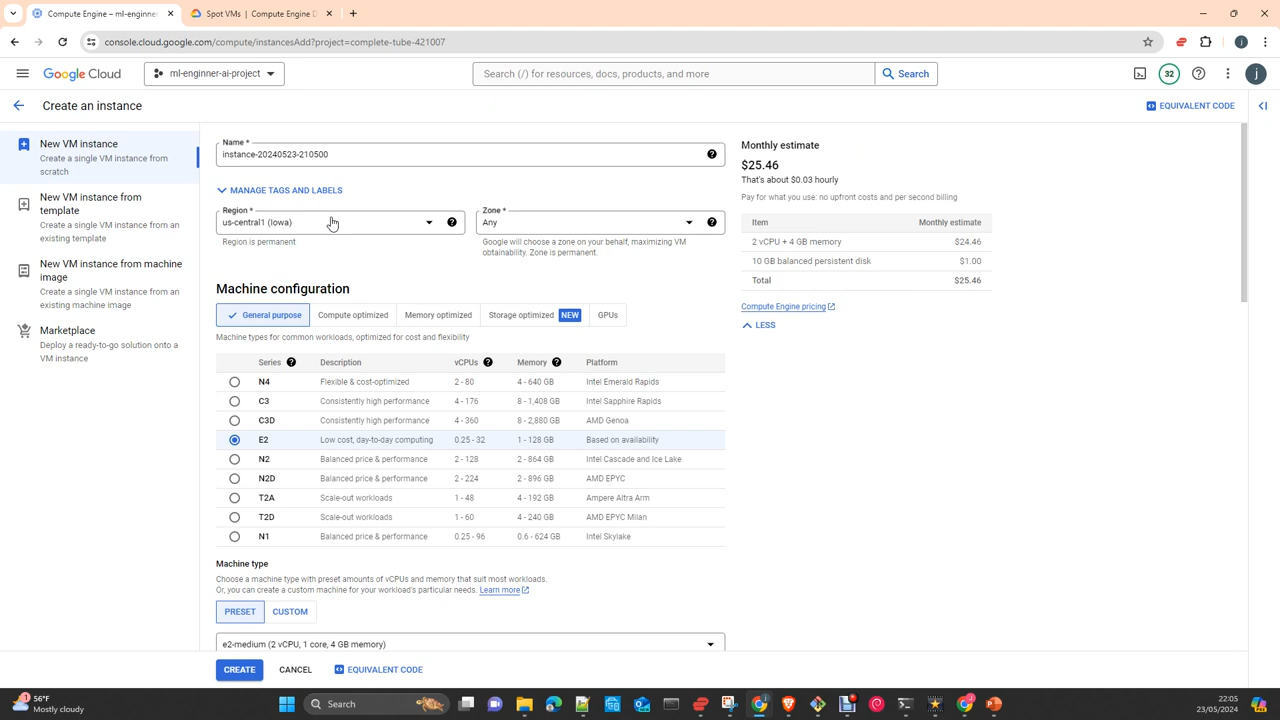 Compute Engine – ml-enginner-
Spot VMs | Compute Engine D
console.cloud.google.com/compute/instancesAdd?project=complete-tube-421007
j
Google Cloud
ml-enginner-ai-project
Search (/) for resources, docs, products, and more
Search
32
j
Create an instance
EQUIVALENT CODE
New VM instance
Create a single VM instance from
scratch
New VM instance from
template
Create a single VM instance from
an existing template
New VM instance from machine
image
Create a single VM instance from an
existing machine image
Marketplace
Deploy a ready-to-go solution onto a
VM instance
Name *
instance-20240523-210500
MANAGE TAGS AND LABELS
Region *
us-central1 (Iowa)
Region is permanent
Zone *
Any
Google will choose a zone on your behalf, maximizing VM
obtainability. Zone is permanent.
Machine configuration
General purpose
Compute optimized
Memory optimized
Storage optimized NEW
GPUs
Machine types for common workloads, optimized for cost and flexibility
Series Description vCPUs Memory Platform
N4 Flexible & cost-optimized 2 - 80 4 - 640 GB Intel Emerald Rapids
C3 Consistently high performance 4 - 176 8 - 1,408 GB Intel Sapphire Rapids
C3D Consistently high performance 4 - 360 8 - 2,880 GB AMD Genoa
E2 Low cost, day-to-day computing 0.25 - 32 1 - 128 GB Based on availability
N2 Balanced price & performance 2 - 128 2 - 864 GB Intel Cascade and Ice Lake
N2D Balanced price & performance 2 - 224 2 - 896 GB AMD EPYC
T2A Scale-out workloads 1 - 48 4 - 192 GB Ampere Altra Arm
T2D Scale-out workloads 1 - 60 4 - 240 GB AMD EPYC Milan
N1 Balanced price & performance 0.25 - 96 0.6 - 624 GB Intel Skylake
Machine type
Choose a machine type with preset amounts of vCPUs and memory that suit most workloads.
Or, you can create a custom machine for your workload's particular needs. Learn more
PRESET
CUSTOM
e2-medium (2 vCPU, 1 core, 4 GB memory)
CREATE
CANCEL
EQUIVALENT CODE
Monthly estimate
$25.46
That's about $0.03 hourly
Pay for what you use: no upfront costs and per second billing
Item Monthly estimate
2 vCPU + 4 GB memory $24.46
10 GB balanced persistent disk $1.00
Total $25.46
Compute Engine pricing
LESS
56°F
Mostly cloudy
Search
22:05
23/05/2024